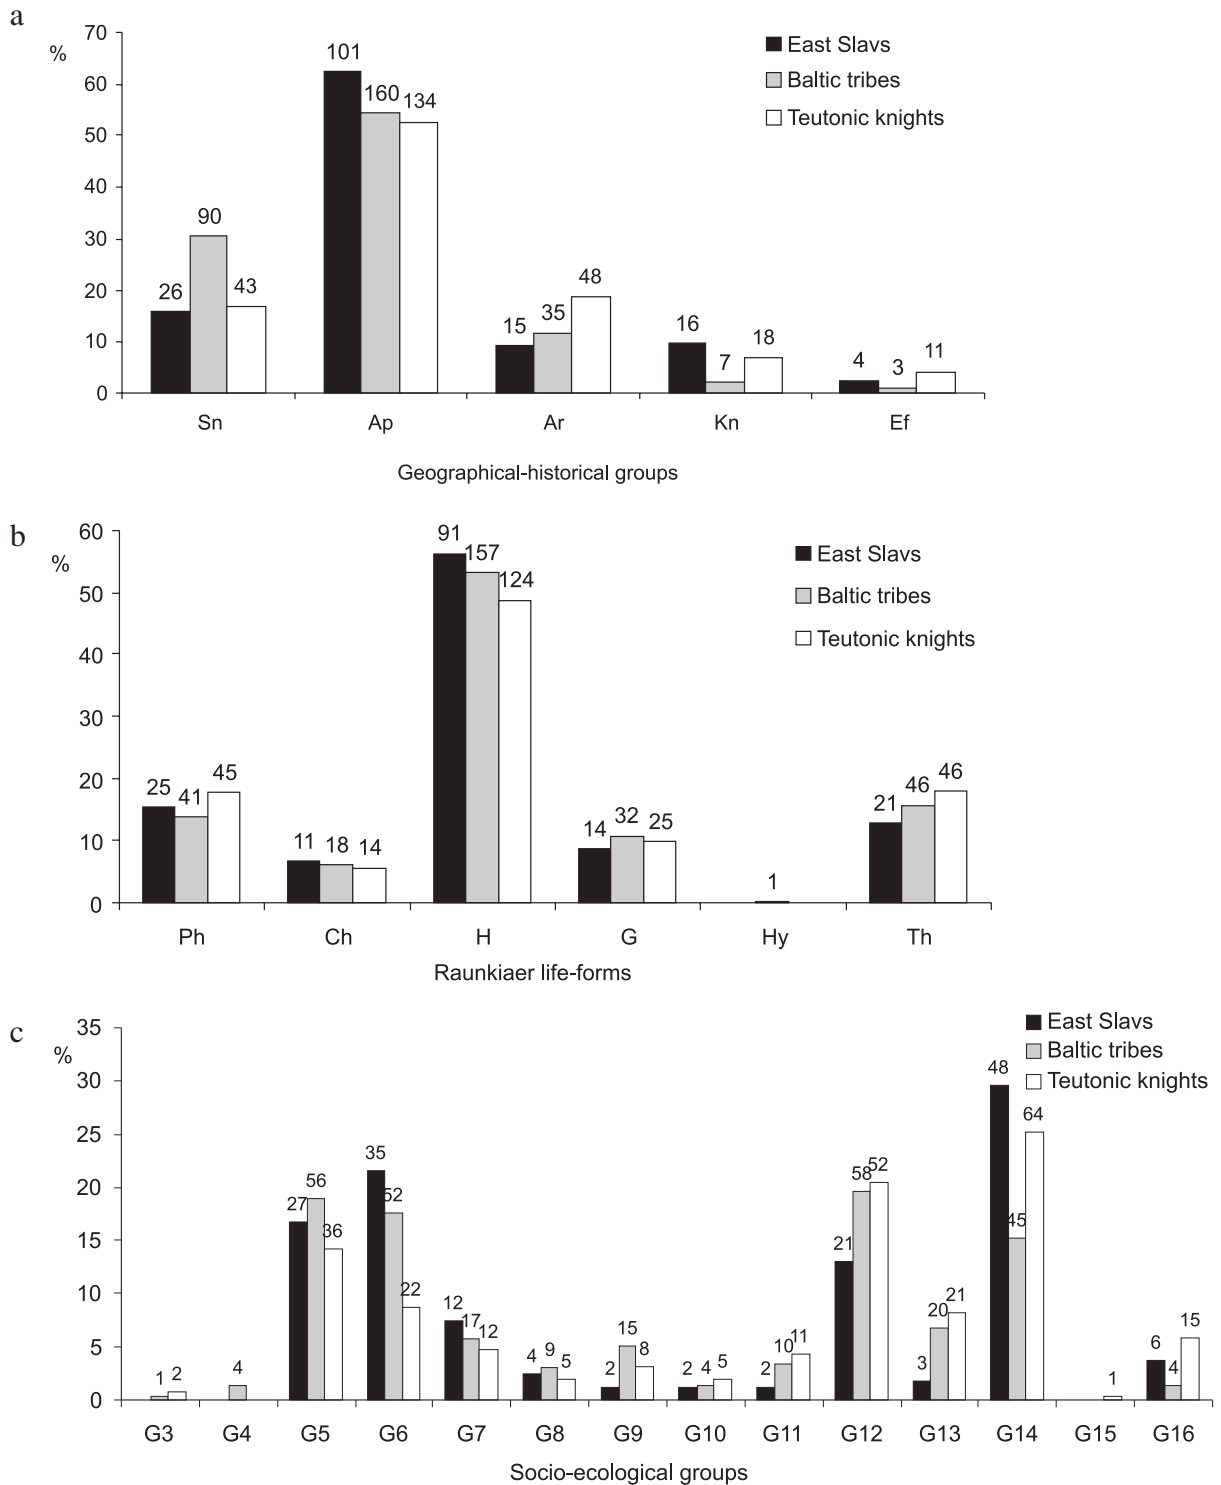 a
70
%
60
50
40
30
20
10
0
East Slavs
Baltic tribes
Teutonic knights
26 90 43
101 160 134
15 35 48
16 7 18
4 3 11
Sn Ap Ar Kn Ef
Geographical-historical groups
b
60
%
50
40
30
20
10
0
East Slavs
Baltic tribes
Teutonic knights
25 41 45
11 18 14
91 157 124
14 32 25
1
21 46 46
Ph Ch H G Hy Th
Raunkiaer life-forms
c
35
%
30
25
20
15
10
5
0
East Slavs
Baltic tribes
Teutonic knights
1 2
4
27 56 36
35 52 22
12 17 12
4 9 5
2 15 8
2 4 5
2 10 11
21 58 52
3 20 21
48 45 64
1
6 4 15
G3 G4 G5 G6 G7 G8 G9 G10 G11 G12 G13 G14 G15 G16
Socio-ecological groups